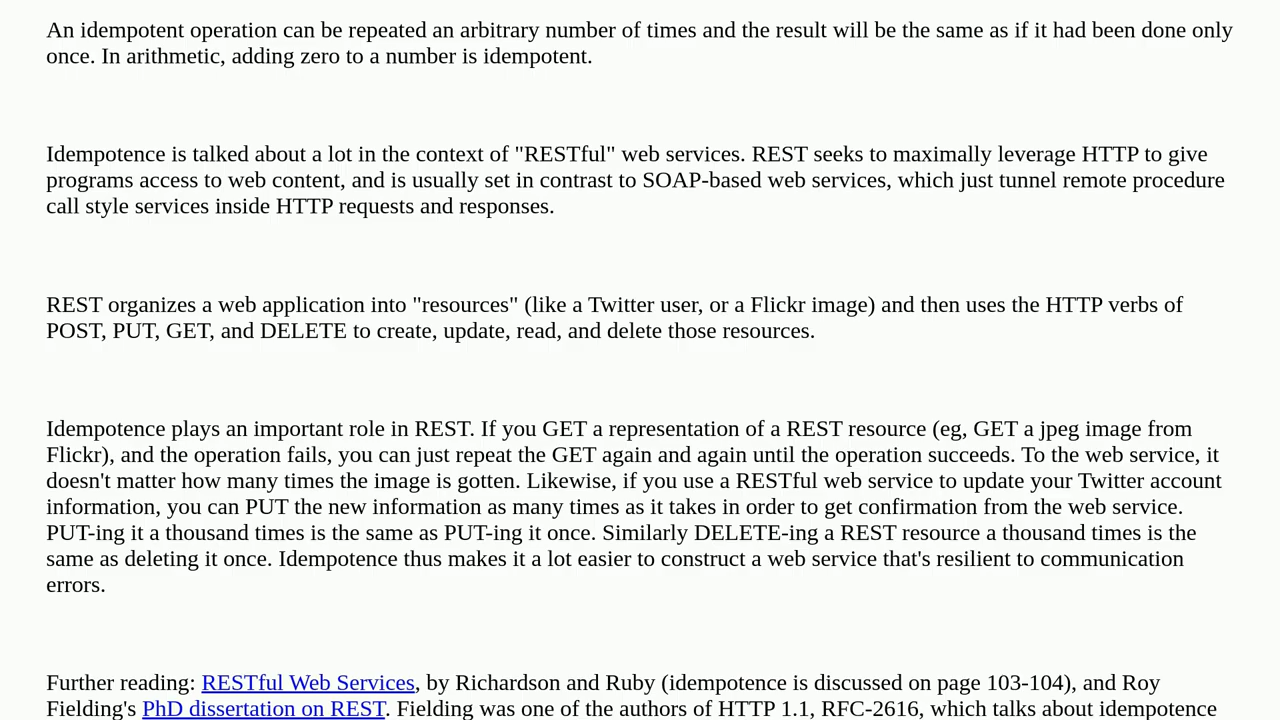 An idempotent operation can be repeated an arbitrary number of times and the result will be the same as if it had been done only
once. In arithmetic, adding zero to a number is idempotent.
Idempotence is talked about a lot in the context of "RESTful" web services. REST seeks to maximally leverage HTTP to give
programs access to web content, and is usually set in contrast to SOAP-based web services, which just tunnel remote procedure
call style services inside HTTP requests and responses.
REST organizes a web application into "resources" (like a Twitter user, or a Flickr image) and then uses the HTTP verbs of
POST, PUT, GET, and DELETE to create, update, read, and delete those resources.
Idempotence plays an important role in REST. If you GET a representation of a REST resource (eg, GET a jpeg image from
Flickr), and the operation fails, you can just repeat the GET again and again until the operation succeeds. To the web service, it
doesn't matter how many times the image is gotten. Likewise, if you use a RESTful web service to update your Twitter account
information, you can PUT the new information as many times as it takes in order to get confirmation from the web service.
PUT-ing it a thousand times is the same as PUT-ing it once. Similarly DELETE-ing a REST resource a thousand times is the
same as deleting it once. Idempotence thus makes it a lot easier to construct a web service that's resilient to communication
errors.
Further reading: RESTful Web Services, by Richardson and Ruby (idempotence is discussed on page 103-104), and Roy
Fielding's PhD dissertation on REST. Fielding was one of the authors of HTTP 1.1, RFC-2616, which talks about idempotence